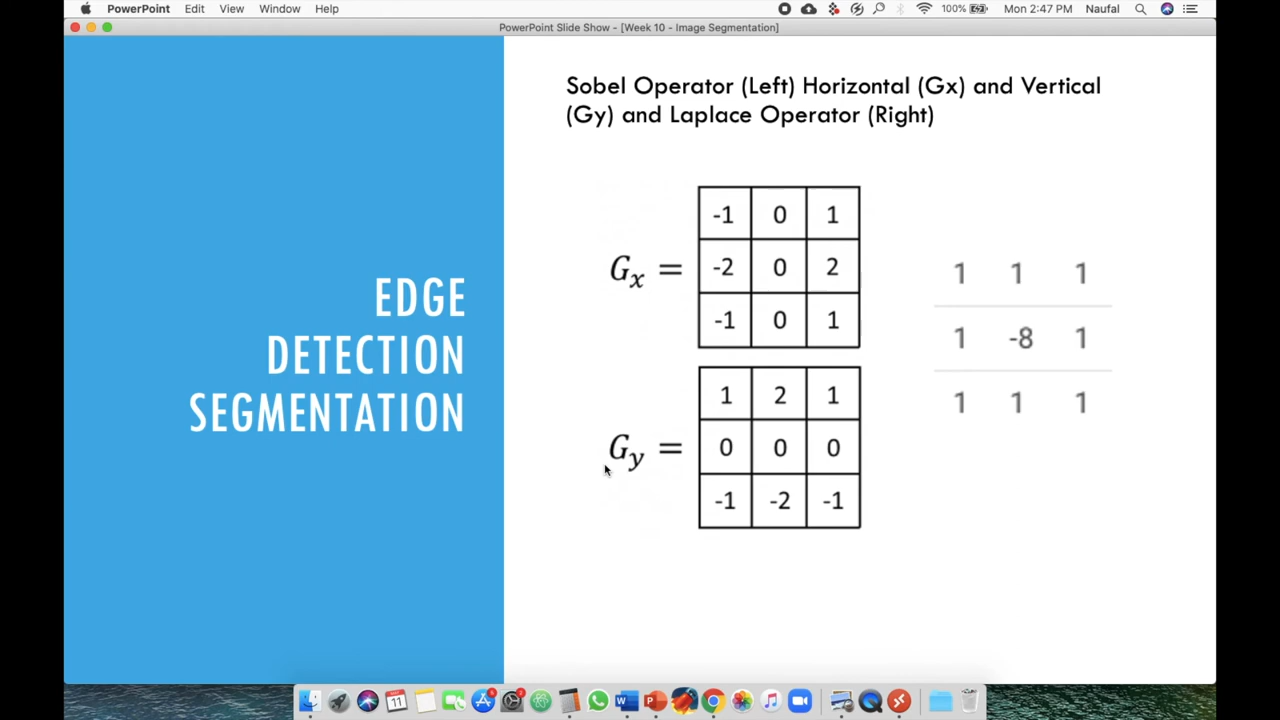 PowerPoint Edit View Window Help 100% Mon 2:47 PM Naufal
PowerPoint Slide Show - [Week 10 - Image Segmentation]
Sobel Operator (Left) Horizontal (Gx) and Vertical
(Gy) and Laplace Operator (Right)
EDGE
DETECTION
SEGMENTATION
Gx =
-1 0 1
-2 0 2
-1 0 1
Gy =
1 2 1
0 0 0
-1 -2 -1
1 1 1
1 -8 1
1 1 1
11